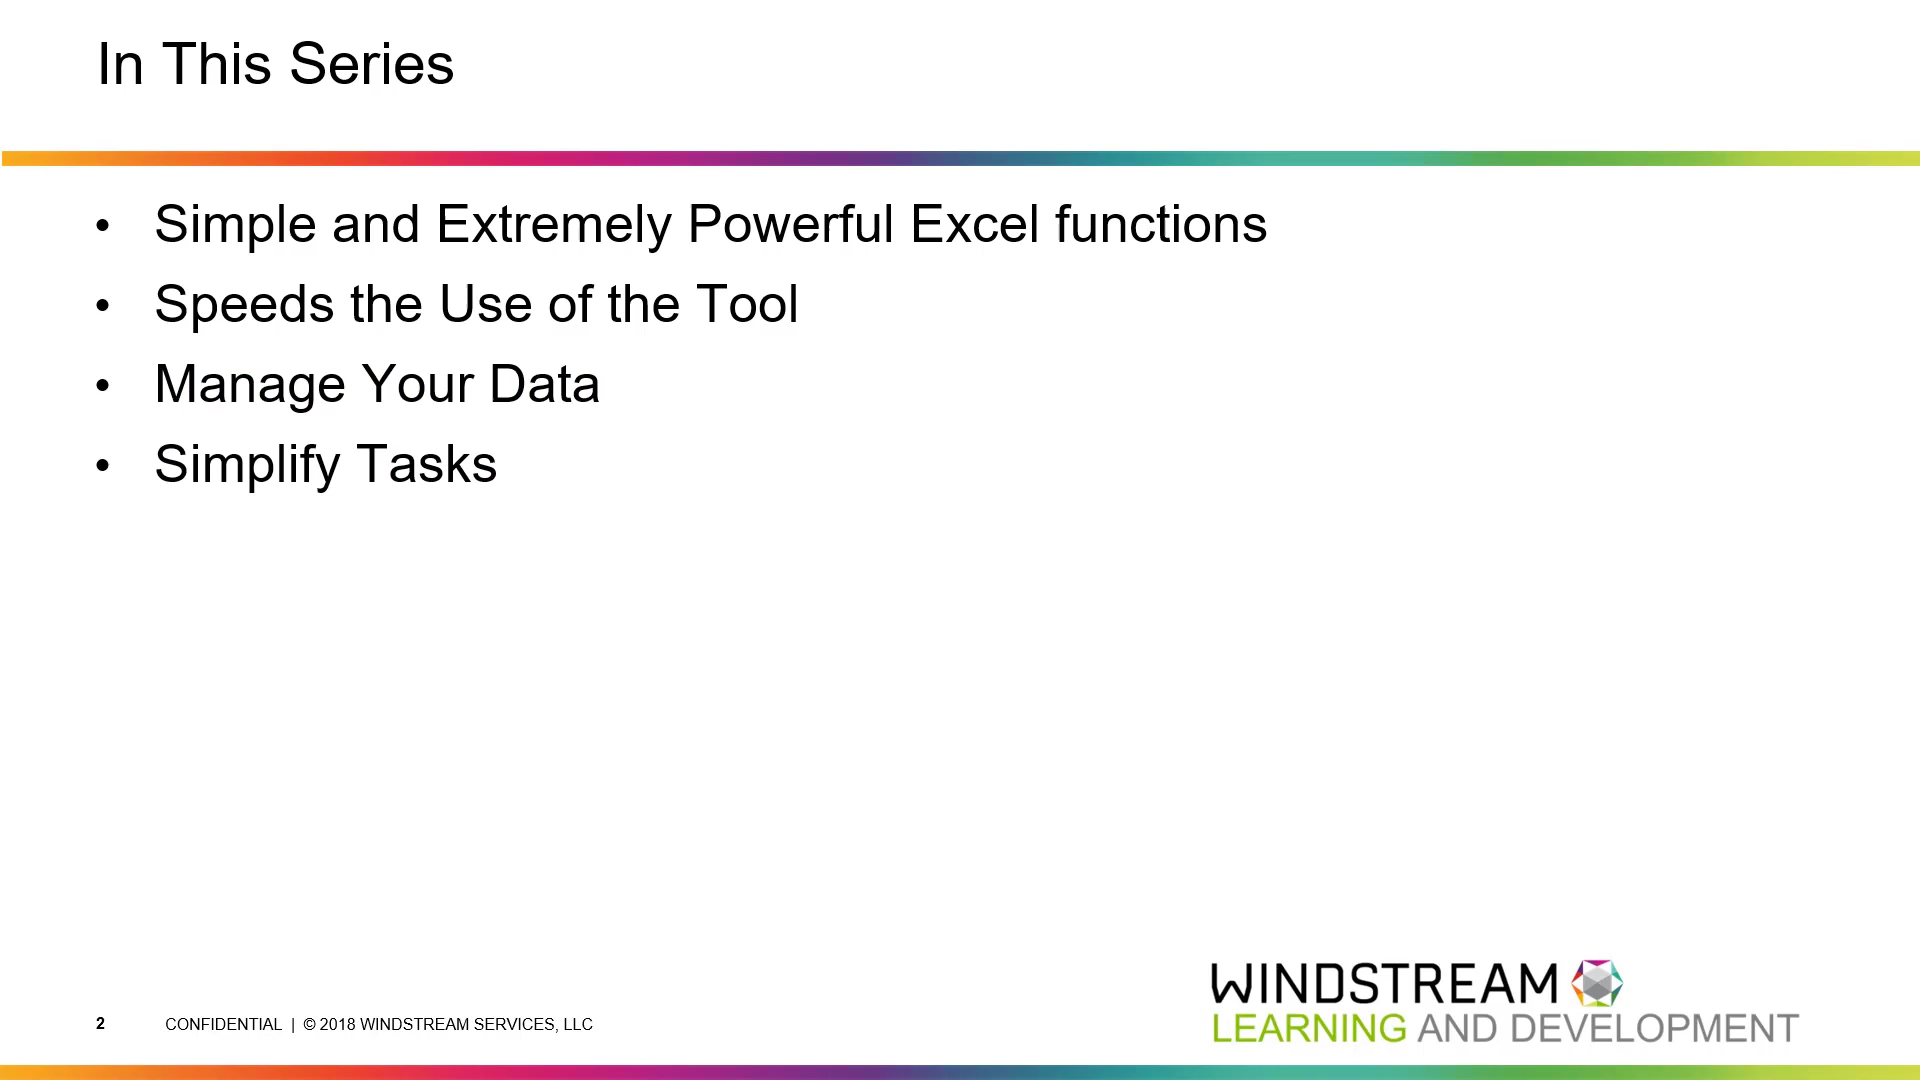 In This Series
• Simple and Extremely Powerful Excel functions
• Speeds the Use of the Tool
• Manage Your Data
• Simplify Tasks
2 CONFIDENTIAL | © 2018 WINDSTREAM SERVICES, LLC
WINDSTREAM
LEARNING AND DEVELOPMENT